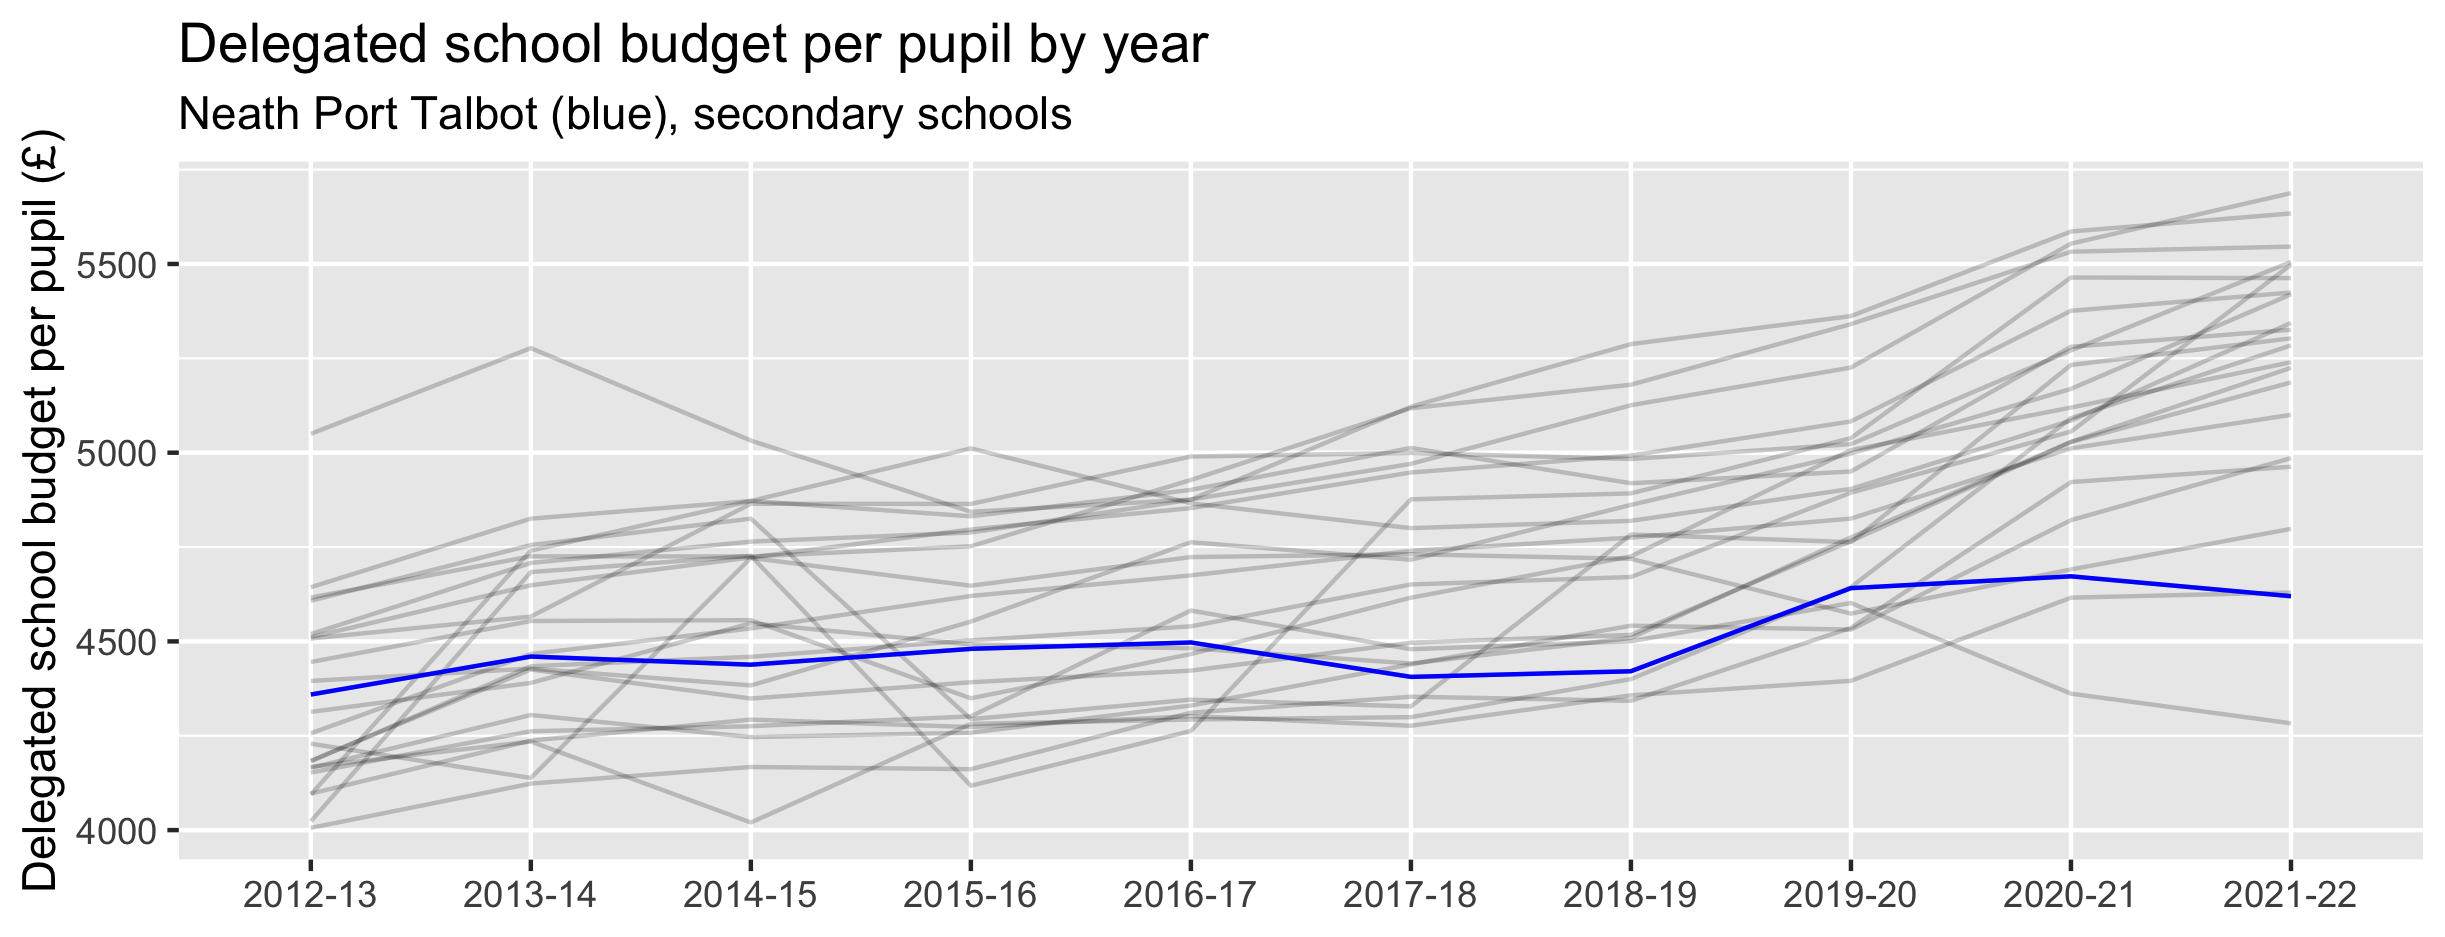 Delegated school budget per pupil by year
Neath Port Talbot (blue), secondary schools
Delegated school budget per pupil (£)
5500
5000
4500
4000
2012-13 2013-14 2014-15 2015-16 2016-17 2017-18 2018-19 2019-20 2020-21 2021-22